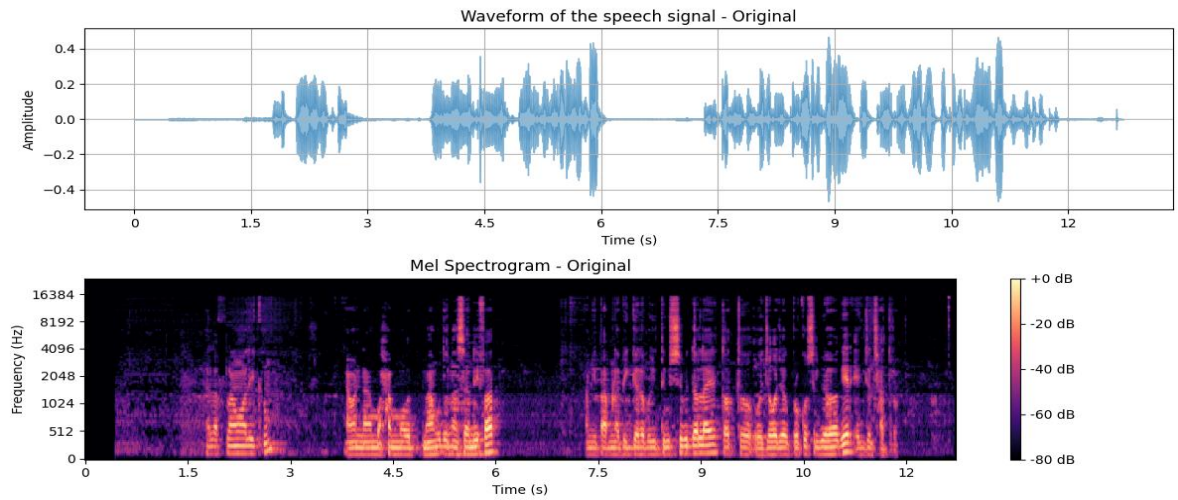 Waveform of the speech signal - Original
0.4
0.2
0.0
−0.2
−0.4
Amplitude
0 1.5 3 4.5 6 7.5 9 10 12
Time (s)
Mel Spectrogram - Original
16384
8192
4096
2048
1024
512
0
Frequency (Hz)
0 1.5 3 4.5 6 7.5 9 10 12
Time (s)
+0 dB
-20 dB
-40 dB
-60 dB
-80 dB